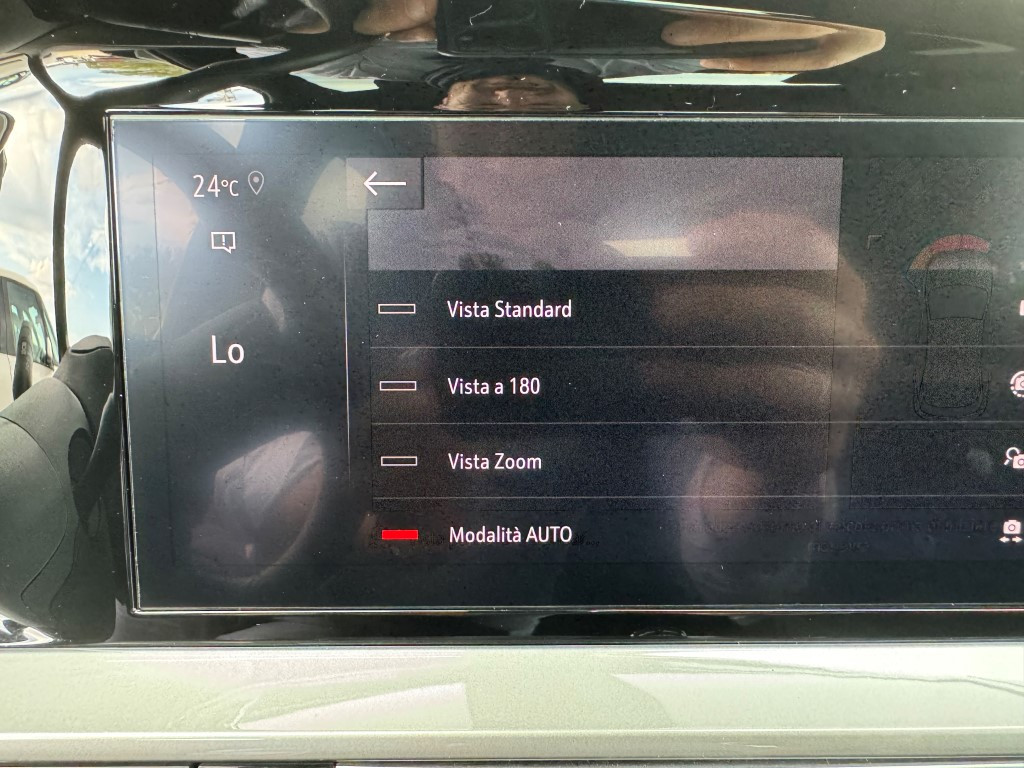 24°C
Lo
Vista Standard
Vista a 180
Vista Zoom
Modalità AUTO